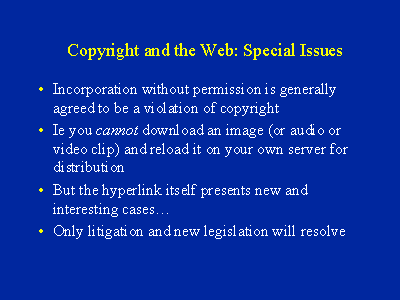 Copyright and the Web: Special Issues
• Incorporation without permission is generally
agreed to be a violation of copyright
• Ie you cannot download an image (or audio or
video clip) and reload it on your own server for
distribution
• But the hyperlink itself presents new and
interesting cases…
• Only litigation and new legislation will resolve